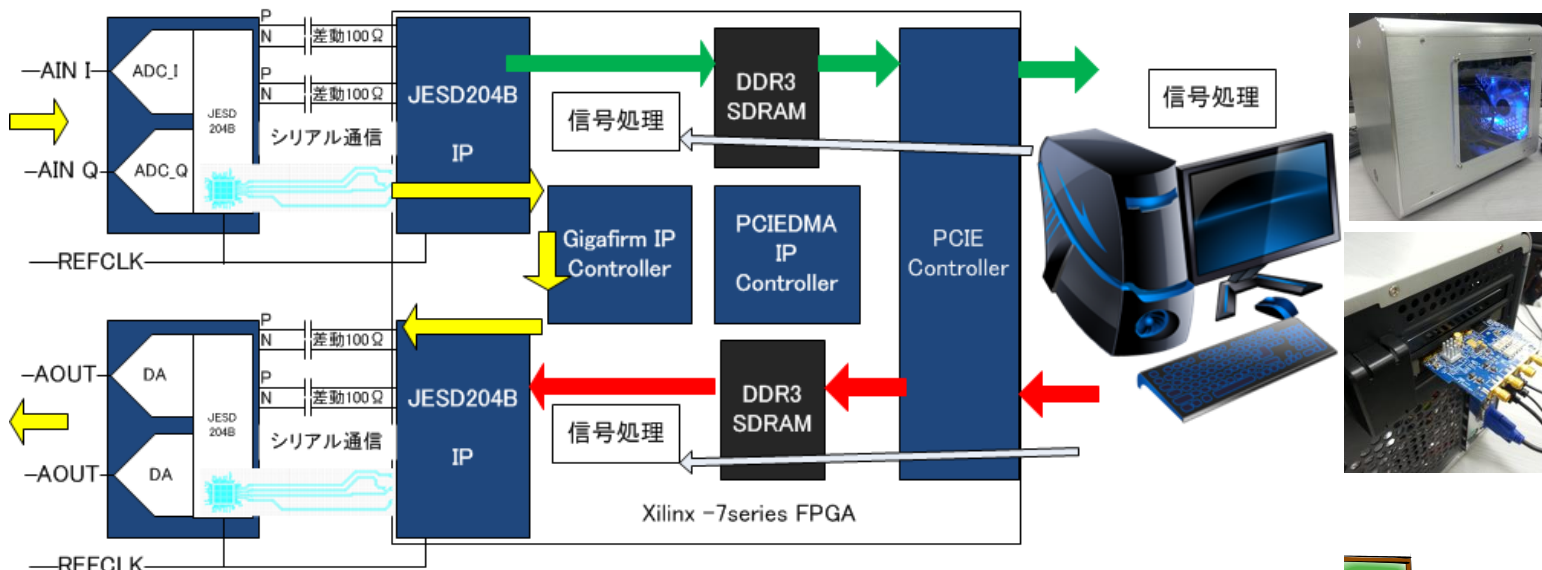 P
N
差動100Ω
AIN I
ADC_I
P
N
差動100Ω
JESD
204B
シリアル通信
AIN Q
ADC_Q
REFCLK
JESD204B
IP
信号処理
DDR3
SDRAM
Gigafirm IP
Controller
PCIEDMA
IP
Controller
PCIE
Controller
信号処理
P
N
差動100Ω
AOUT
DA
P
N
差動100Ω
JESD
204B
シリアル通信
AOUT
DA
REFCLK
JESD204B
IP
信号処理
DDR3
SDRAM
Xilinx -7series FPGA